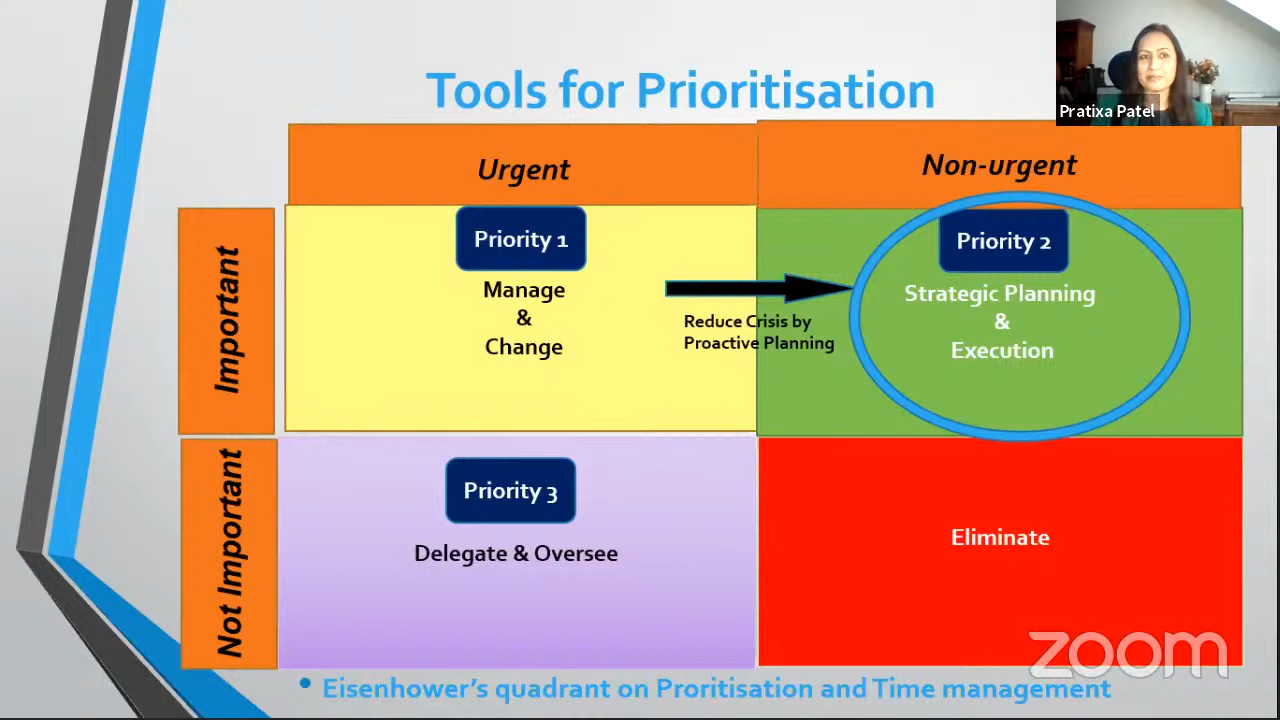 Tools for Prioritisation
Pratixa Patel
Urgent
Non-urgent
Important
Priority 1
Manage
&
Change
Reduce Crisis by
Proactive Planning
Priority 2
Strategic Planning
&
Execution
Not Important
Priority 3
Delegate & Oversee
Eliminate
zoom
• Eisenhower's quadrant on Proritisation and Time management